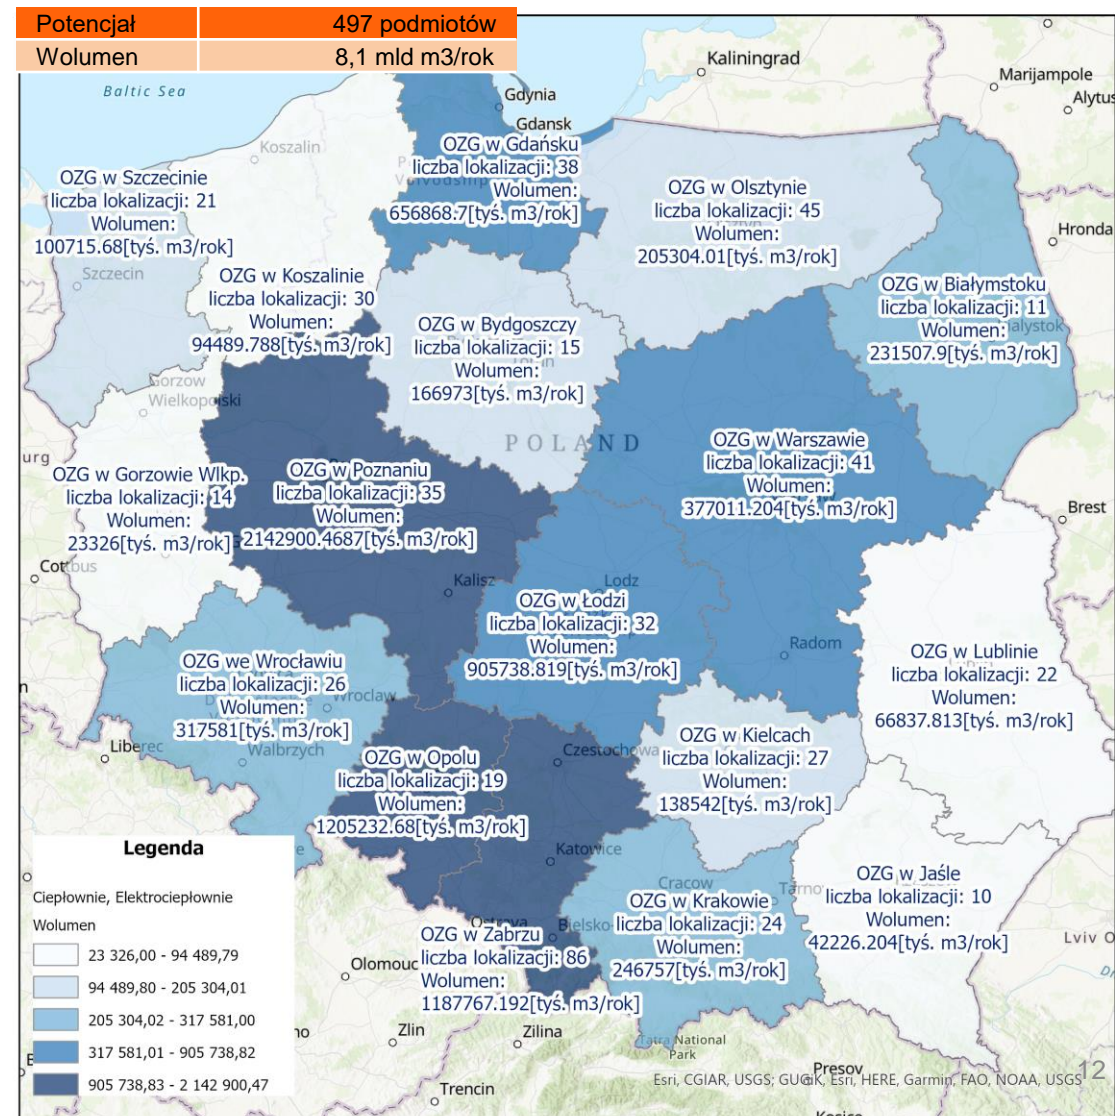 Potencjał 497 podmiotów
Wolumen 8,1 mld m3/rok
Baltic Sea
Kaliningrad
Marijampole
Alytus
Gdynia
Gdansk
Koszalin
OZG w Gdańsku
liczba lokalizacji: 38
Wolumen:
656868.7[tyś. m3/rok]
OZG w Szczecinie
liczba lokalizacji: 21
Wolumen:
100715.68[tyś. m3/rok]
Szczecin
OZG w Olsztynie
liczba lokalizacji: 45
Wolumen:
205304.01[tyś. m3/rok]
Hronda
OZG w Koszalinie
liczba lokalizacji: 30
Wolumen:
94489.788[tyś. m3/rok]
OZG w Białymstoku
liczba lokalizacji: 11
Wolumen:
231507.9[tyś. m3/rok]
OZG w Bydgoszczy
liczba lokalizacji: 15
Wolumen:
166973[tyś. m3/rok]
Gorzow
Wielkopolski
POLAND
OZG w Warszawie
liczba lokalizacji: 41
Wolumen:
377011.204[tyś. m3/rok]
urg
OZG w Gorzowie Wlkp.
liczba lokalizacji: 14
Wolumen:
23326[tyś. m3/rok]
OZG w Poznaniu
liczba lokalizacji: 35
Wolumen:
2142900.4687[tyś. m3/rok]
Brest
Cottbus
Kalisz
Lodz
OZG w Łodzi
liczba lokalizacji: 32
Wolumen:
905738.819[tyś. m3/rok]
Radom
OZG w Lublinie
liczba lokalizacji: 22
Wolumen:
66837.813[tyś. m3/rok]
OZG we Wrocławiu
liczba lokalizacji: 26
Wolumen:
317581[tyś. m3/rok]
Wroclaw
Liberec
Walbrzych
Czestochowa
OZG w Kielcach
liczba lokalizacji: 27
Wolumen:
138542[tyś. m3/rok]
OZG w Opolu
liczba lokalizacji: 19
Wolumen:
1205232.68[tyś. m3/rok]
Katowice
Cracow
OZG w Jaśle
liczba lokalizacji: 10
Wolumen:
42226.204[tyś. m3/rok]
OZG w Krakowie
liczba lokalizacji: 24
Wolumen:
246757[tyś. m3/rok]
Ostrava
Bielsko-
OZG w Zabrzu
liczba lokalizacji: 86
Wolumen:
1187767.192[tyś. m3/rok]
Lviv
Olomouc
Zlin
Zilina
Tatra National
Park
Presov
Trencin
Legenda
Ciepłownie, Elektrociepłownie
Wolumen
23 326,00 - 94 489,79
94 489,80 - 205 304,01
205 304,02 - 317 581,00
317 581,01 - 905 738,82
905 738,83 - 2 142 900,47
Esri, CGIAR, USGS; GUGiK, Esri, HERE, Garmin, FAO, NOAA, USGS
12